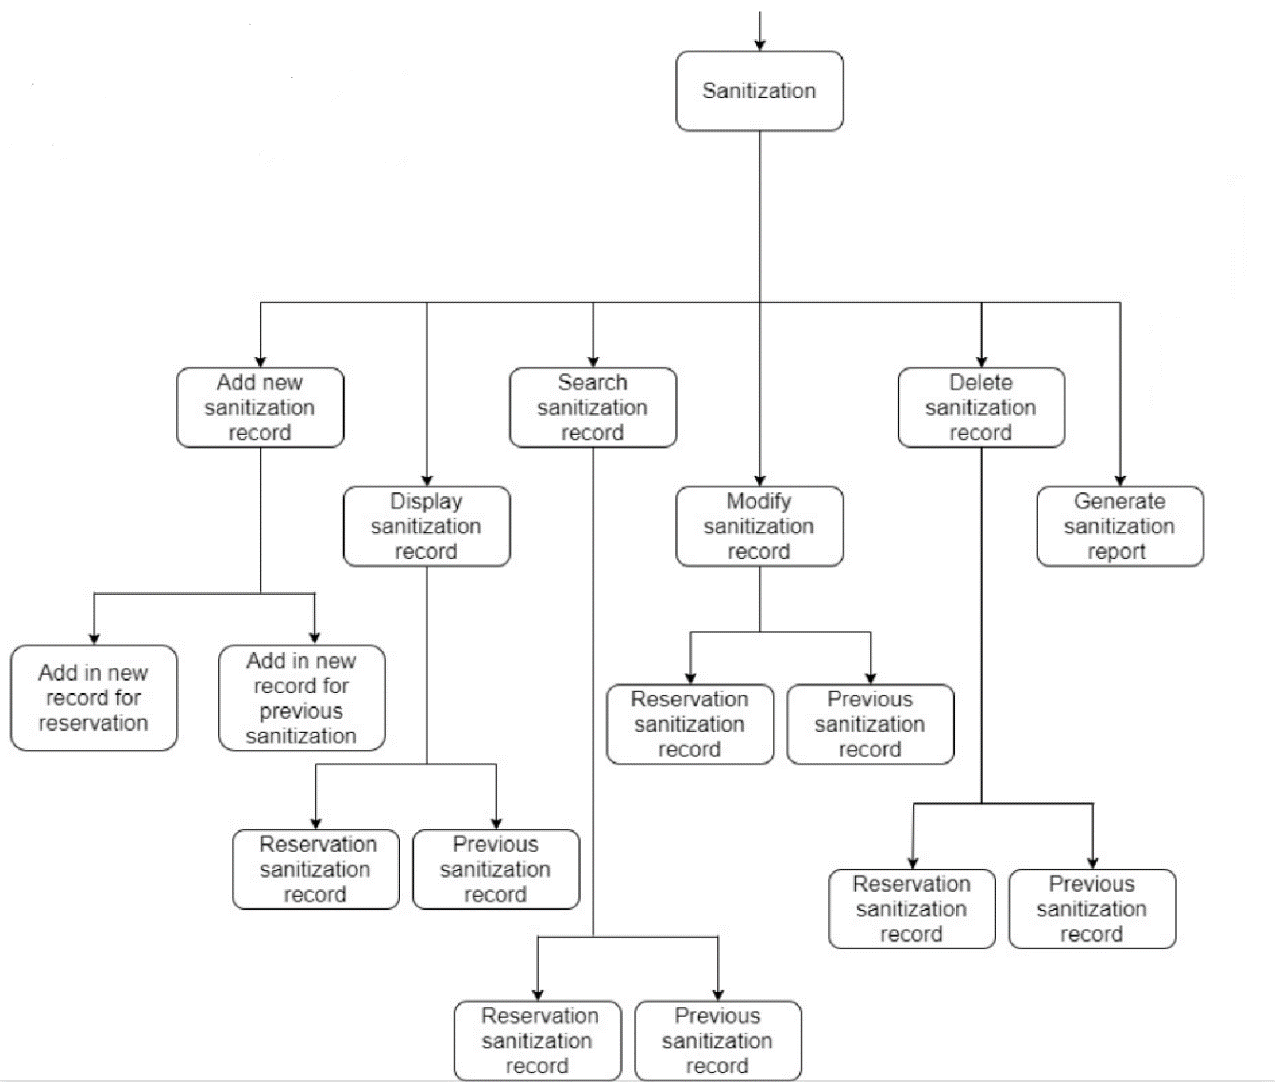 Sanitization
Add new
sanitization
record
Search
sanitization
record
Delete
sanitization
record
Display
sanitization
record
Modify
sanitization
record
Generate
sanitization
report
Add in new
record for
reservation
Add in new
record for
previous
sanitization
Reservation
sanitization
record
Previous
sanitization
record
Reservation
sanitization
record
Previous
sanitization
record
Reservation
sanitization
record
Previous
sanitization
record
Reservation
sanitization
record
Previous
sanitization
record